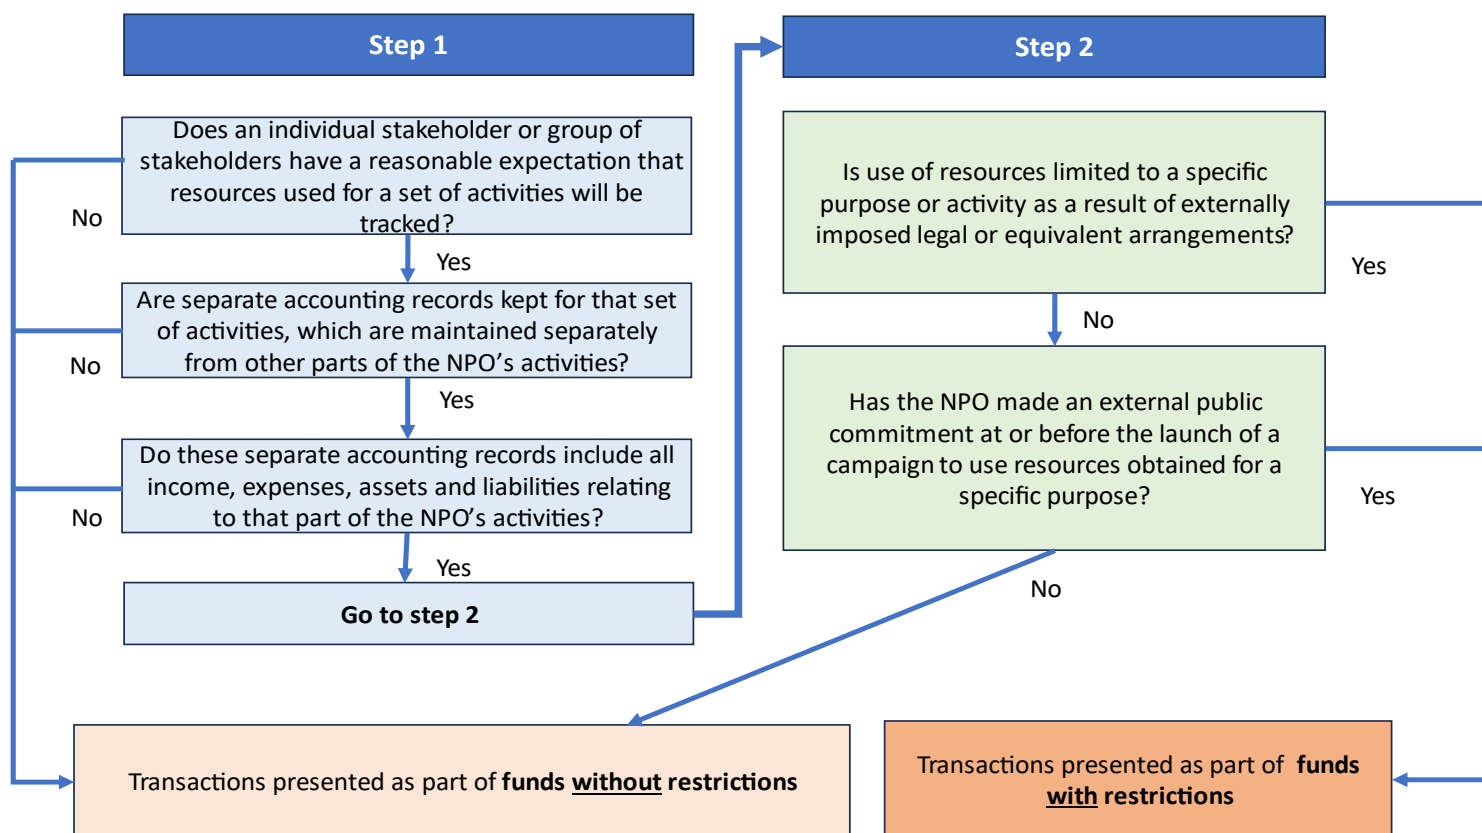 Step 1
Does an individual stakeholder or group of
stakeholders have a reasonable expectation that
resources used for a set of activities will be
tracked?
No
Yes
Are separate accounting records kept for that set
of activities, which are maintained separately
from other parts of the NPO's activities?
No
Yes
Do these separate accounting records include all
income, expenses, assets and liabilities relating
to that part of the NPO's activities?
No
Yes
Go to step 2
Step 2
Is use of resources limited to a specific
purpose or activity as a result of externally
imposed legal or equivalent arrangements?
Yes
No
Has the NPO made an external public
commitment at or before the launch of a
campaign to use resources obtained for a
specific purpose?
Yes
No
Transactions presented as part of funds without restrictions
Transactions presented as part of funds
with restrictions